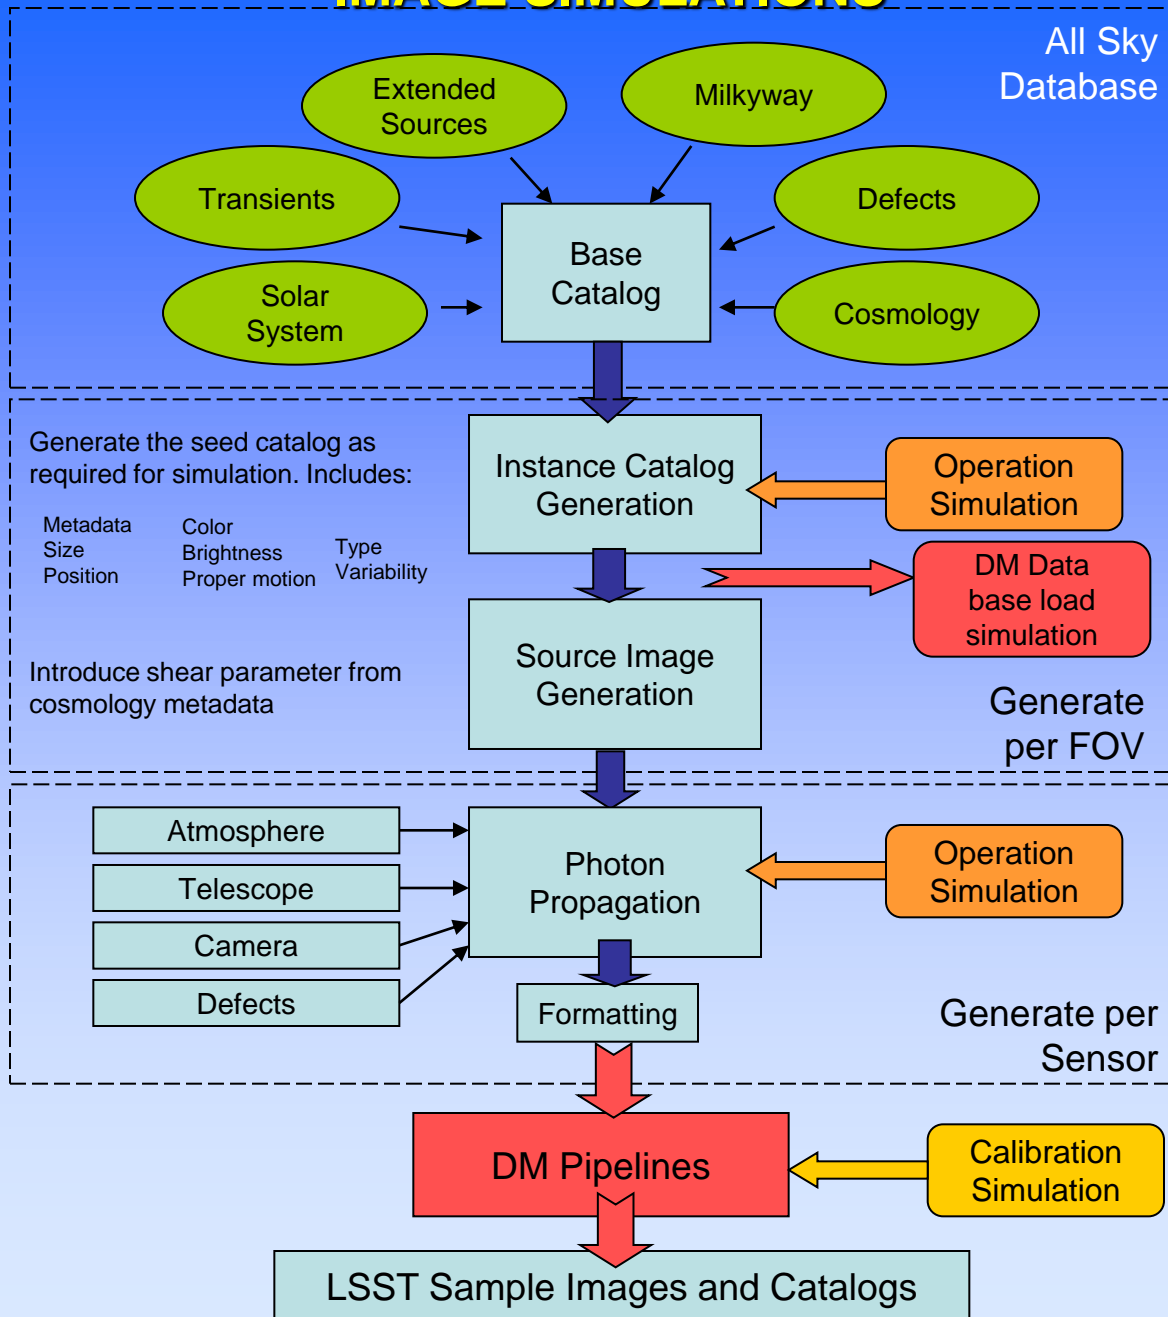 IMAGE SIMULATIONS
All Sky
Database
Extended
Sources
Milkyway
Transients
Defects
Base
Catalog
Solar
System
Cosmology
Generate the seed catalog as
required for simulation. Includes:
Metadata
Size
Position
Color
Brightness
Proper motion
Type
Variability
Introduce shear parameter from
cosmology metadata
Instance Catalog
Generation
Operation
Simulation
DM Data
base load
simulation
Source Image
Generation
Generate
per FOV
Atmosphere
Telescope
Camera
Defects
Photon
Propagation
Operation
Simulation
Formatting
Generate per
Sensor
DM Pipelines
Calibration
Simulation
LSST Sample Images and Catalogs